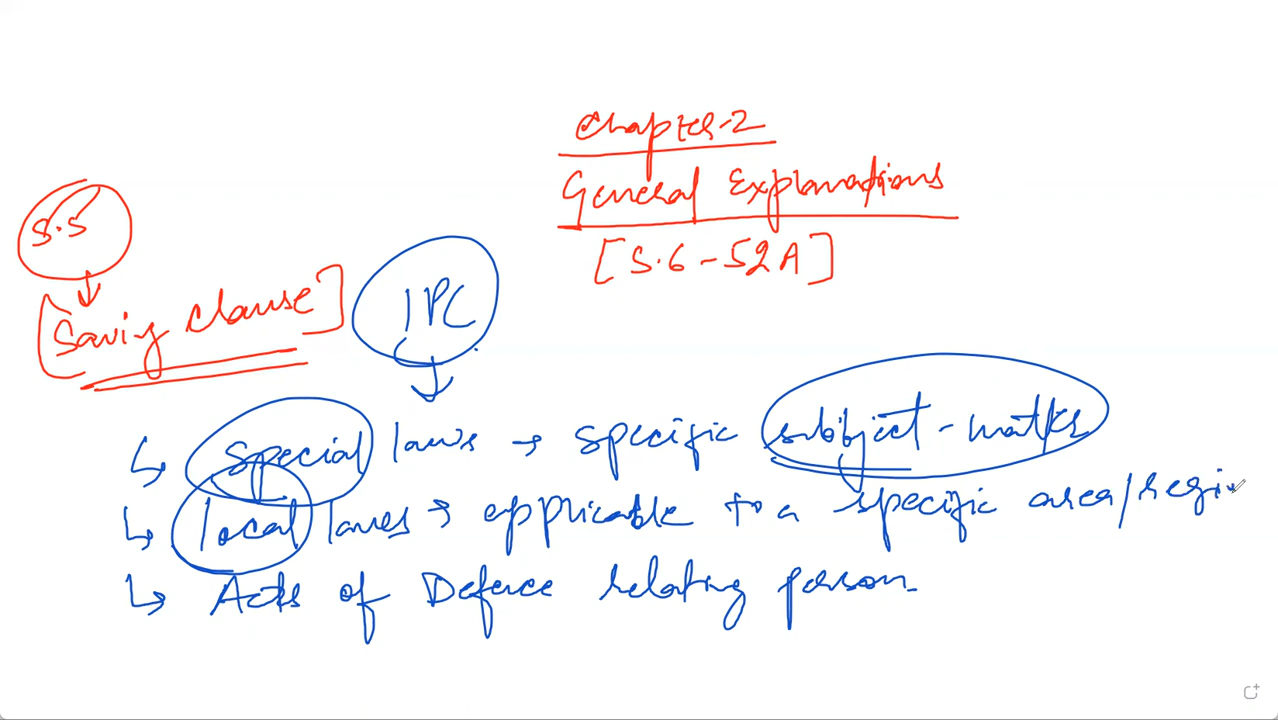 Chapter-2
General Explanations
[S.6 - 52A]
S.5
[Saving Clause]
IPC
↳ Special laws → specific subject-matter
↳ local laws → applicable to a specific area/regi
↳ Acts of Defence relating person